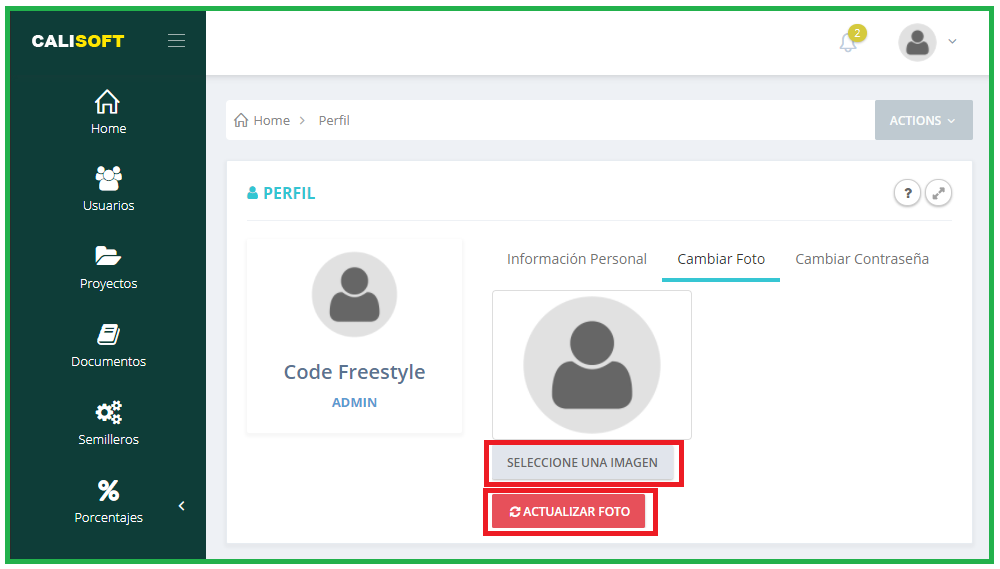 CALISOFT
2
Home
Usuarios
Proyectos
Documentos
Semilleros
Porcentajes
Home > Perfil
ACTIONS
PERFIL
?
Información Personal Cambiar Foto Cambiar Contraseña
Code Freestyle
ADMIN
SELECCIONE UNA IMAGEN
ACTUALIZAR FOTO